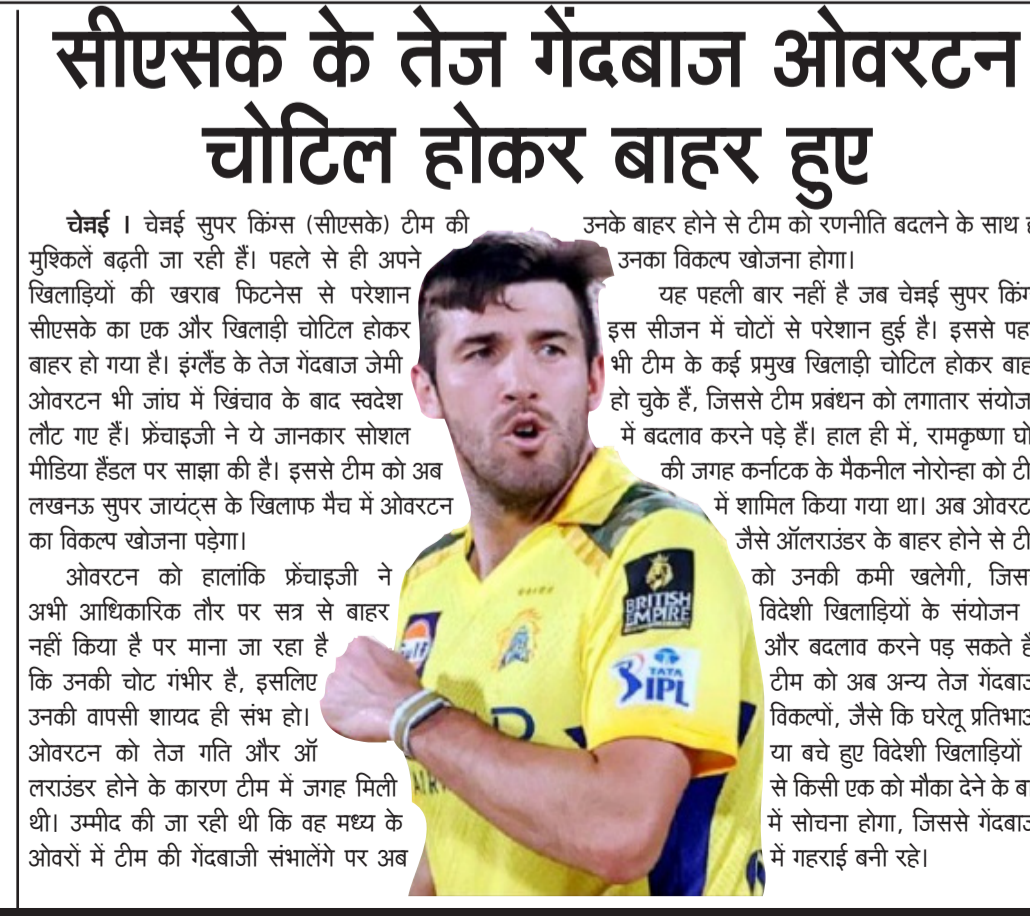 सीएसके के तेज गेंदबाज ओवरटन
चोटिल होकर बाहर हुए
चेन्नई । चेन्नई सुपर किंग्स (सीएसके) टीम की
मुश्किलें बढ़ती जा रही हैं। पहले से ही अपने
खिलाड़ियों की खराब फिटनेस से परेशान
सीएसके का एक और खिलाड़ी चोटिल होकर
बाहर हो गया है। इंग्लैंड के तेज गेंदबाज जेमी
ओवरटन भी जांघ में खिंचाव के बाद स्वदेश
लौट गए हैं। फ्रेंचाइजी ने ये जानकार सोशल
मीडिया हैंडल पर साझा की है। इससे टीम को अब
लखनऊ सुपर जायंट्स के खिलाफ मैच में ओवरटन
का विकल्प खोजना पड़ेगा।
ओवरटन को हालांकि फ्रेंचाइजी ने
अभी आधिकारिक तौर पर सत्र से बाहर
नहीं किया है पर माना जा रहा है
कि उनकी चोट गंभीर है, इसलिए
उनकी वापसी शायद ही संभ हो।
ओवरटन को तेज गति और ऑ
लराउंडर होने के कारण टीम में जगह मिली
थी। उम्मीद की जा रही थी कि वह मध्य के
ओवरों में टीम की गेंदबाजी संभालेंगे पर अब
उनके बाहर होने से टीम को रणनीति बदलने के साथ
उनका विकल्प खोजना होगा।
यह पहली बार नहीं है जब चेन्नई सुपर
इस सीजन में चोटों से परेशान हुई है। इससे
भी टीम के कई प्रमुख खिलाड़ी चोटिल होकर
हो चुके हैं, जिससे टीम प्रबंधन को लगातार
में बदलाव करने पड़े हैं। हाल ही में, रामकृष्णा
की जगह कर्नाटक के मैकनील नोरोन्हा को
में शामिल किया गया था। अब
जैसे ऑलराउंडर के बाहर होने से
को उनकी कमी खलेगी,
विदेशी खिलाड़ियों के संयोजन
और बदलाव करने पड़ सकते
टीम को अब अन्य तेज
विकल्पों, जैसे कि घरेलू
या बचे हुए विदेशी खिलाड़ियों
से किसी एक को मौका देने के
में सोचना होगा, जिससे
में गहराई बनी रहे।
BRITISH
EMPIRE
Gulf
TATA
IPL